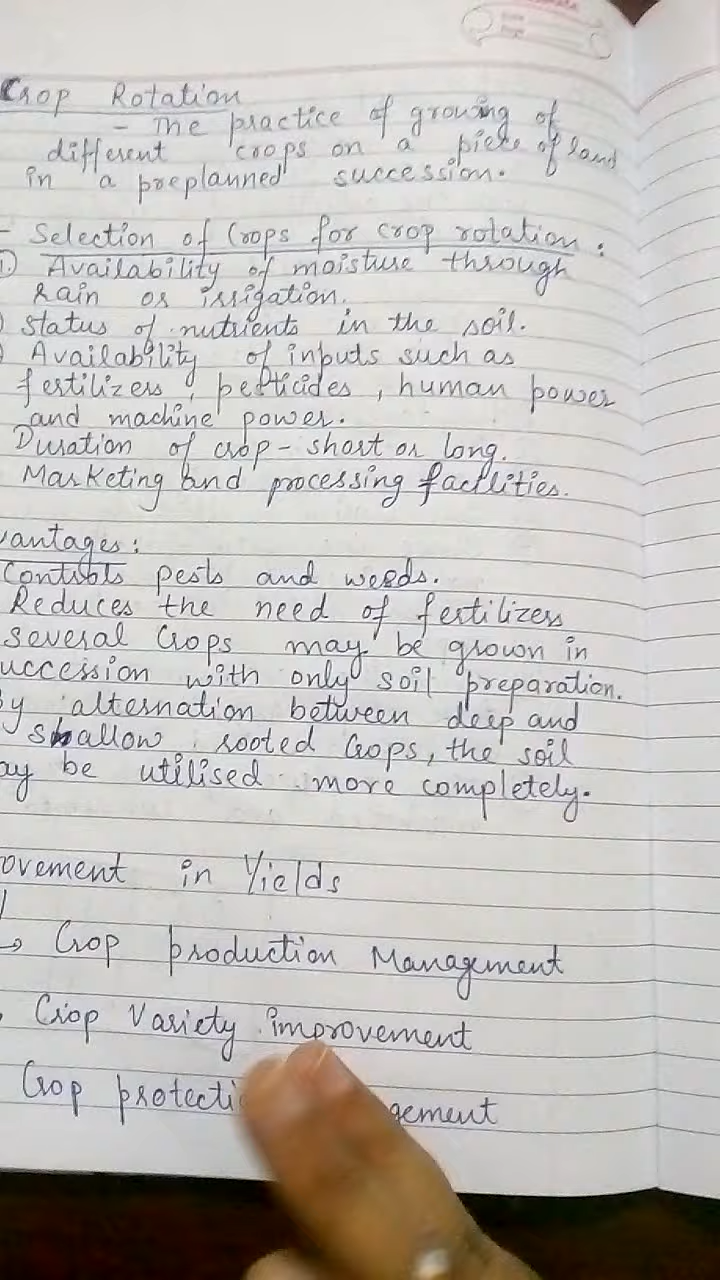 Crop Rotation
- The practice of growing of
different crops on a piece of land
in a preplanned succession.
- Selection of Crops for crop rotation :
1) Availability of moisture through
Rain or irrigation.
) Status of nutrients in the soil.
) Availability of inputs such as
fertilizers, pesticides, human power
and machine power.
Duration of crop - short or long.
Marketing and processing facilities.
vantages :
Controls pests and weeds.
Reduces the need of fertilizers
several Crops may be grown in
uccession with only soil preparation.
By alternation between deep and
shallow rooted Crops, the soil
ay be utilised more completely.
ovement in Yields
→ Crop production Management
Crop Variety improvement
Crop protecti gement